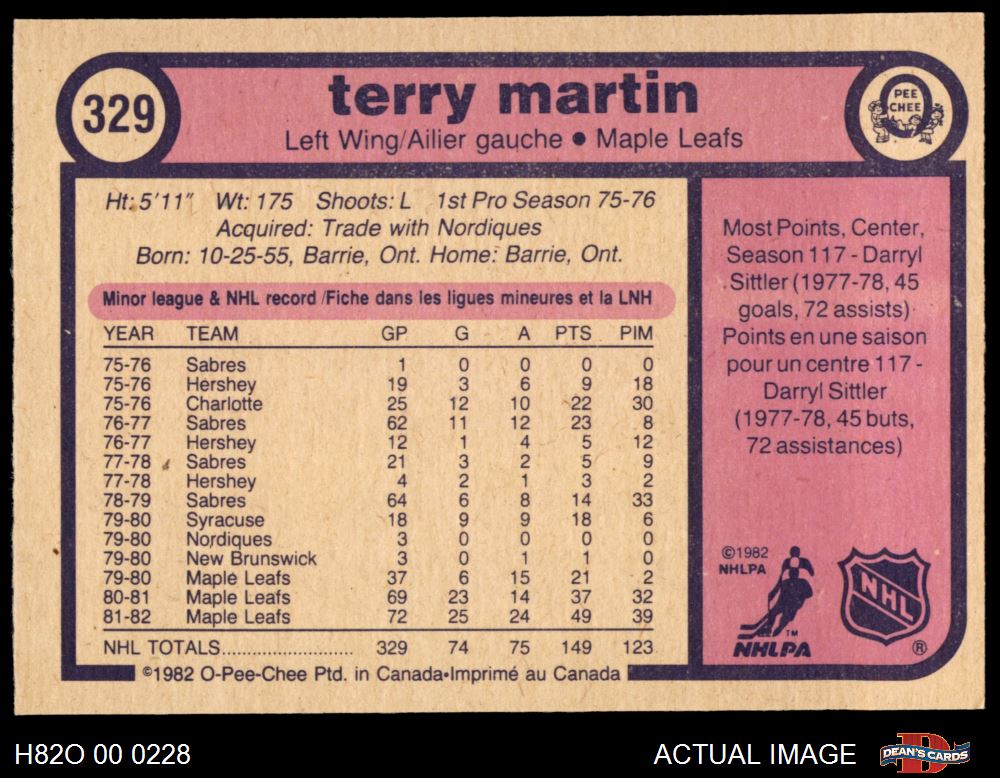 329
terry martin
Left Wing/Ailier gauche • Maple Leafs
O
PEE
CHEE
Ht: 5'11" Wt: 175 Shoots: L 1st Pro Season 75-76
Acquired: Trade with Nordiques
Born: 10-25-55, Barrie, Ont. Home: Barrie, Ont.
Minor league & NHL record /Fiche dans les ligues mineures et la LNH
YEAR TEAM GP G A PTS PIM
75-76 Sabres 1 0 0 0 0
75-76 Hershey 19 3 6 9 18
75-76 Charlotte 25 12 10 22 30
76-77 Sabres 62 11 12 23 8
76-77 Hershey 12 1 4 5 12
77-78 Sabres 21 3 2 5 9
77-78 Hershey 4 2 1 3 2
78-79 Sabres 64 6 8 14 33
79-80 Syracuse 18 9 9 18 6
79-80 Nordiques 3 0 0 0 0
79-80 New Brunswick 3 0 1 1 0
79-80 Maple Leafs 37 6 15 21 2
80-81 Maple Leafs 69 23 14 37 32
81-82 Maple Leafs 72 25 24 49 39
NHL TOTALS...................... 329 74 75 149 123
©1982 O-Pee-Chee Ptd. in Canada•Imprimé au Canada
Most Points, Center,
Season 117 - Darryl
Sittler (1977-78, 45
goals, 72 assists)
Points en une saison
pour un centre 117 -
Darryl Sittler
(1977-78, 45 buts,
72 assistances)
©1982
NHLPA
TM
NHLPA
NHL
®
H82O 00 0228
ACTUAL IMAGE
D
DEAN'S CARDS